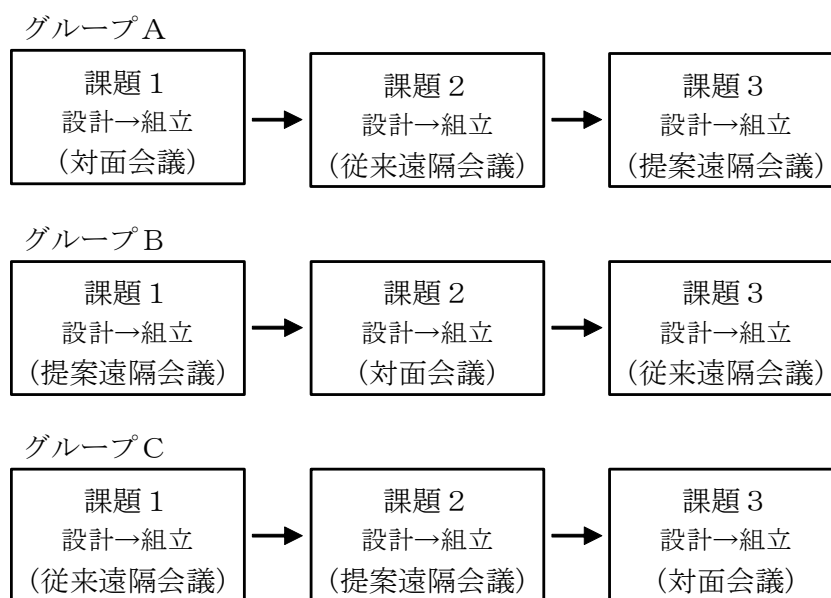 グループA
課題1
設計→組立
(対面会議)
課題2
設計→組立
(従来遠隔会議)
課題3
設計→組立
(提案遠隔会議)
グループB
課題1
設計→組立
(提案遠隔会議)
課題2
設計→組立
(対面会議)
課題3
設計→組立
(従来遠隔会議)
グループC
課題1
設計→組立
(従来遠隔会議)
課題2
設計→組立
(提案遠隔会議)
課題3
設計→組立
(対面会議)